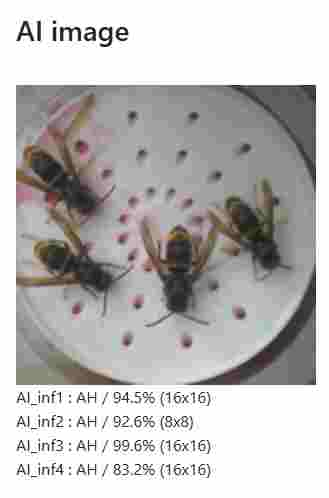 AI image
AI_inf1 : AH / 94.5% (16x16)
AI_inf2 : AH / 92.6% (8x8)
AI_inf3 : AH / 99.6% (16x16)
AI_inf4 : AH / 83.2% (16x16)